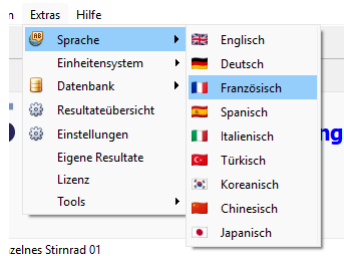 n Extras Hilfe
Sprache
Einheitensystem
Datenbank
Resultateübersicht
Einstellungen
Eigene Resultate
Lizenz
Tools
Englisch
Deutsch
Französisch
Spanisch
Italienisch
Türkisch
Koreanisch
Chinesisch
Japanisch
ng
zelnes Stirnrad 01